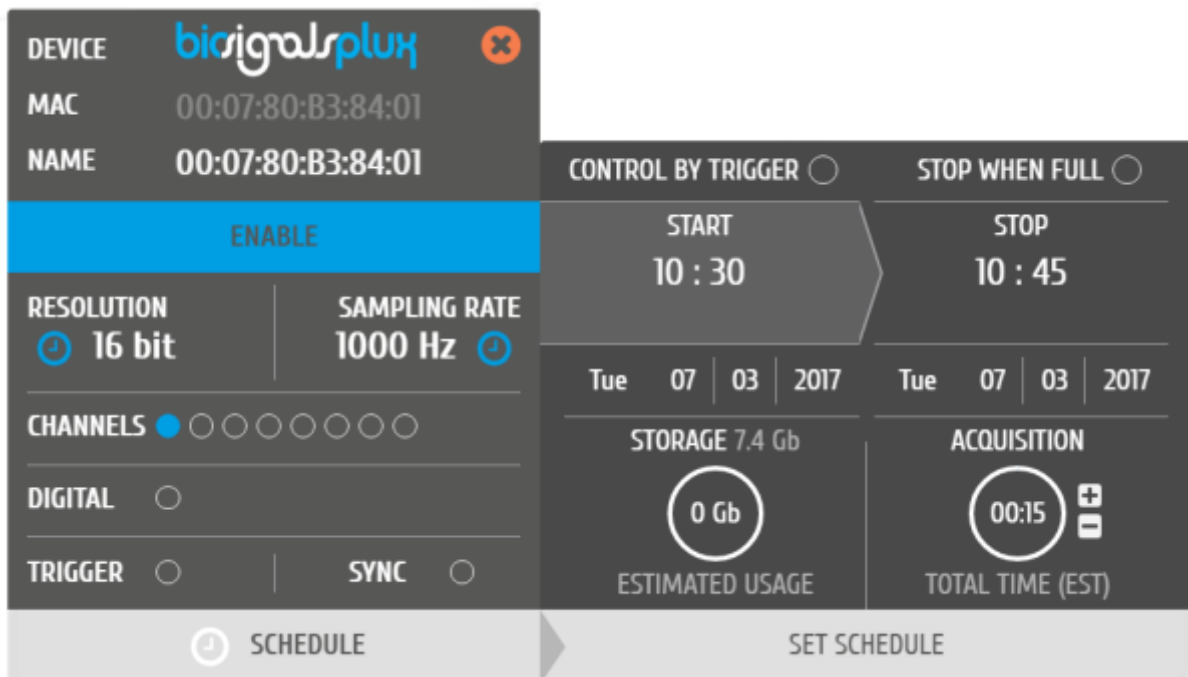 DEVICE biosignalsplux
MAC 00:07:80:B3:84:01
NAME 00:07:80:B3:84:01
ENABLE
RESOLUTION SAMPLING RATE
16 bit 1000 Hz
CHANNELS
DIGITAL
TRIGGER SYNC
SCHEDULE
CONTROL BY TRIGGER STOP WHEN FULL
START STOP
10 : 30 10 : 45
Tue 07 03 2017 Tue 07 03 2017
STORAGE 7.4 Gb ACQUISITION
0 Gb 00:15
ESTIMATED USAGE TOTAL TIME (EST)
SET SCHEDULE